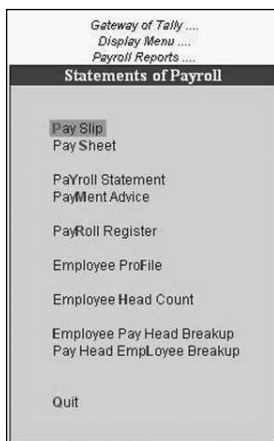 Gateway of Tally ....
Display Menu ....
Payroll Reports ....
Statements of Payroll
Pay Slip
Pay Sheet
PaYroll Statement
PayMent Advice
PayRoll Register
Employee ProFile
Employee Head Count
Employee Pay Head Breakup
Pay Head EmpLoyee Breakup
Quit